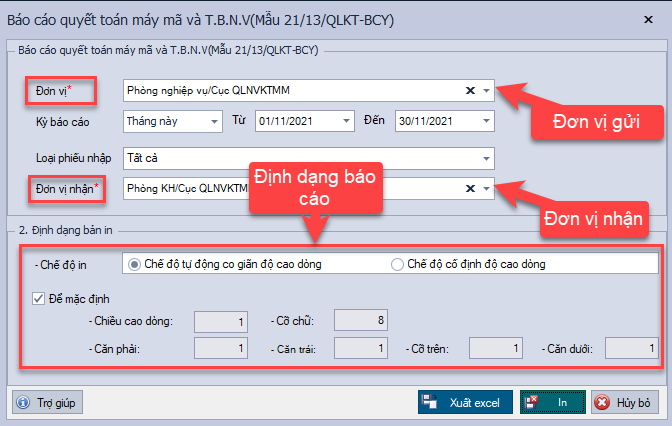 Báo cáo quyết toán máy mã và T.B.N.V(Mẫu 21/13/QLKT-BCY)
Báo cáo quyết toán máy mã và T.B.N.V(Mẫu 21/13/QLKT-BCY)
Đơn vị* Phòng nghiệp vụ/Cục QLNVKTMM
Kỳ báo cáo Tháng này Từ 01/11/2021 Đến 30/11/2021
Đơn vị gửi
Loại phiếu nhập Tất cả
Đơn vị nhận* Phòng KH/Cục QLNVKTM
Định dạng báo
cáo
Đơn vị nhận
2. Định dạng bản in
- Chế độ in Chế độ tự động co giãn độ cao dòng Chế độ cố định độ cao dòng
Để mặc định
- Chiều cao dòng: 1 - Cỡ chữ: 8
- Căn phải: 1 - Căn trái: 1 - Cỡ trên: 1 - Căn dưới: 1
Trợ giúp Xuất excel In Hủy bỏ